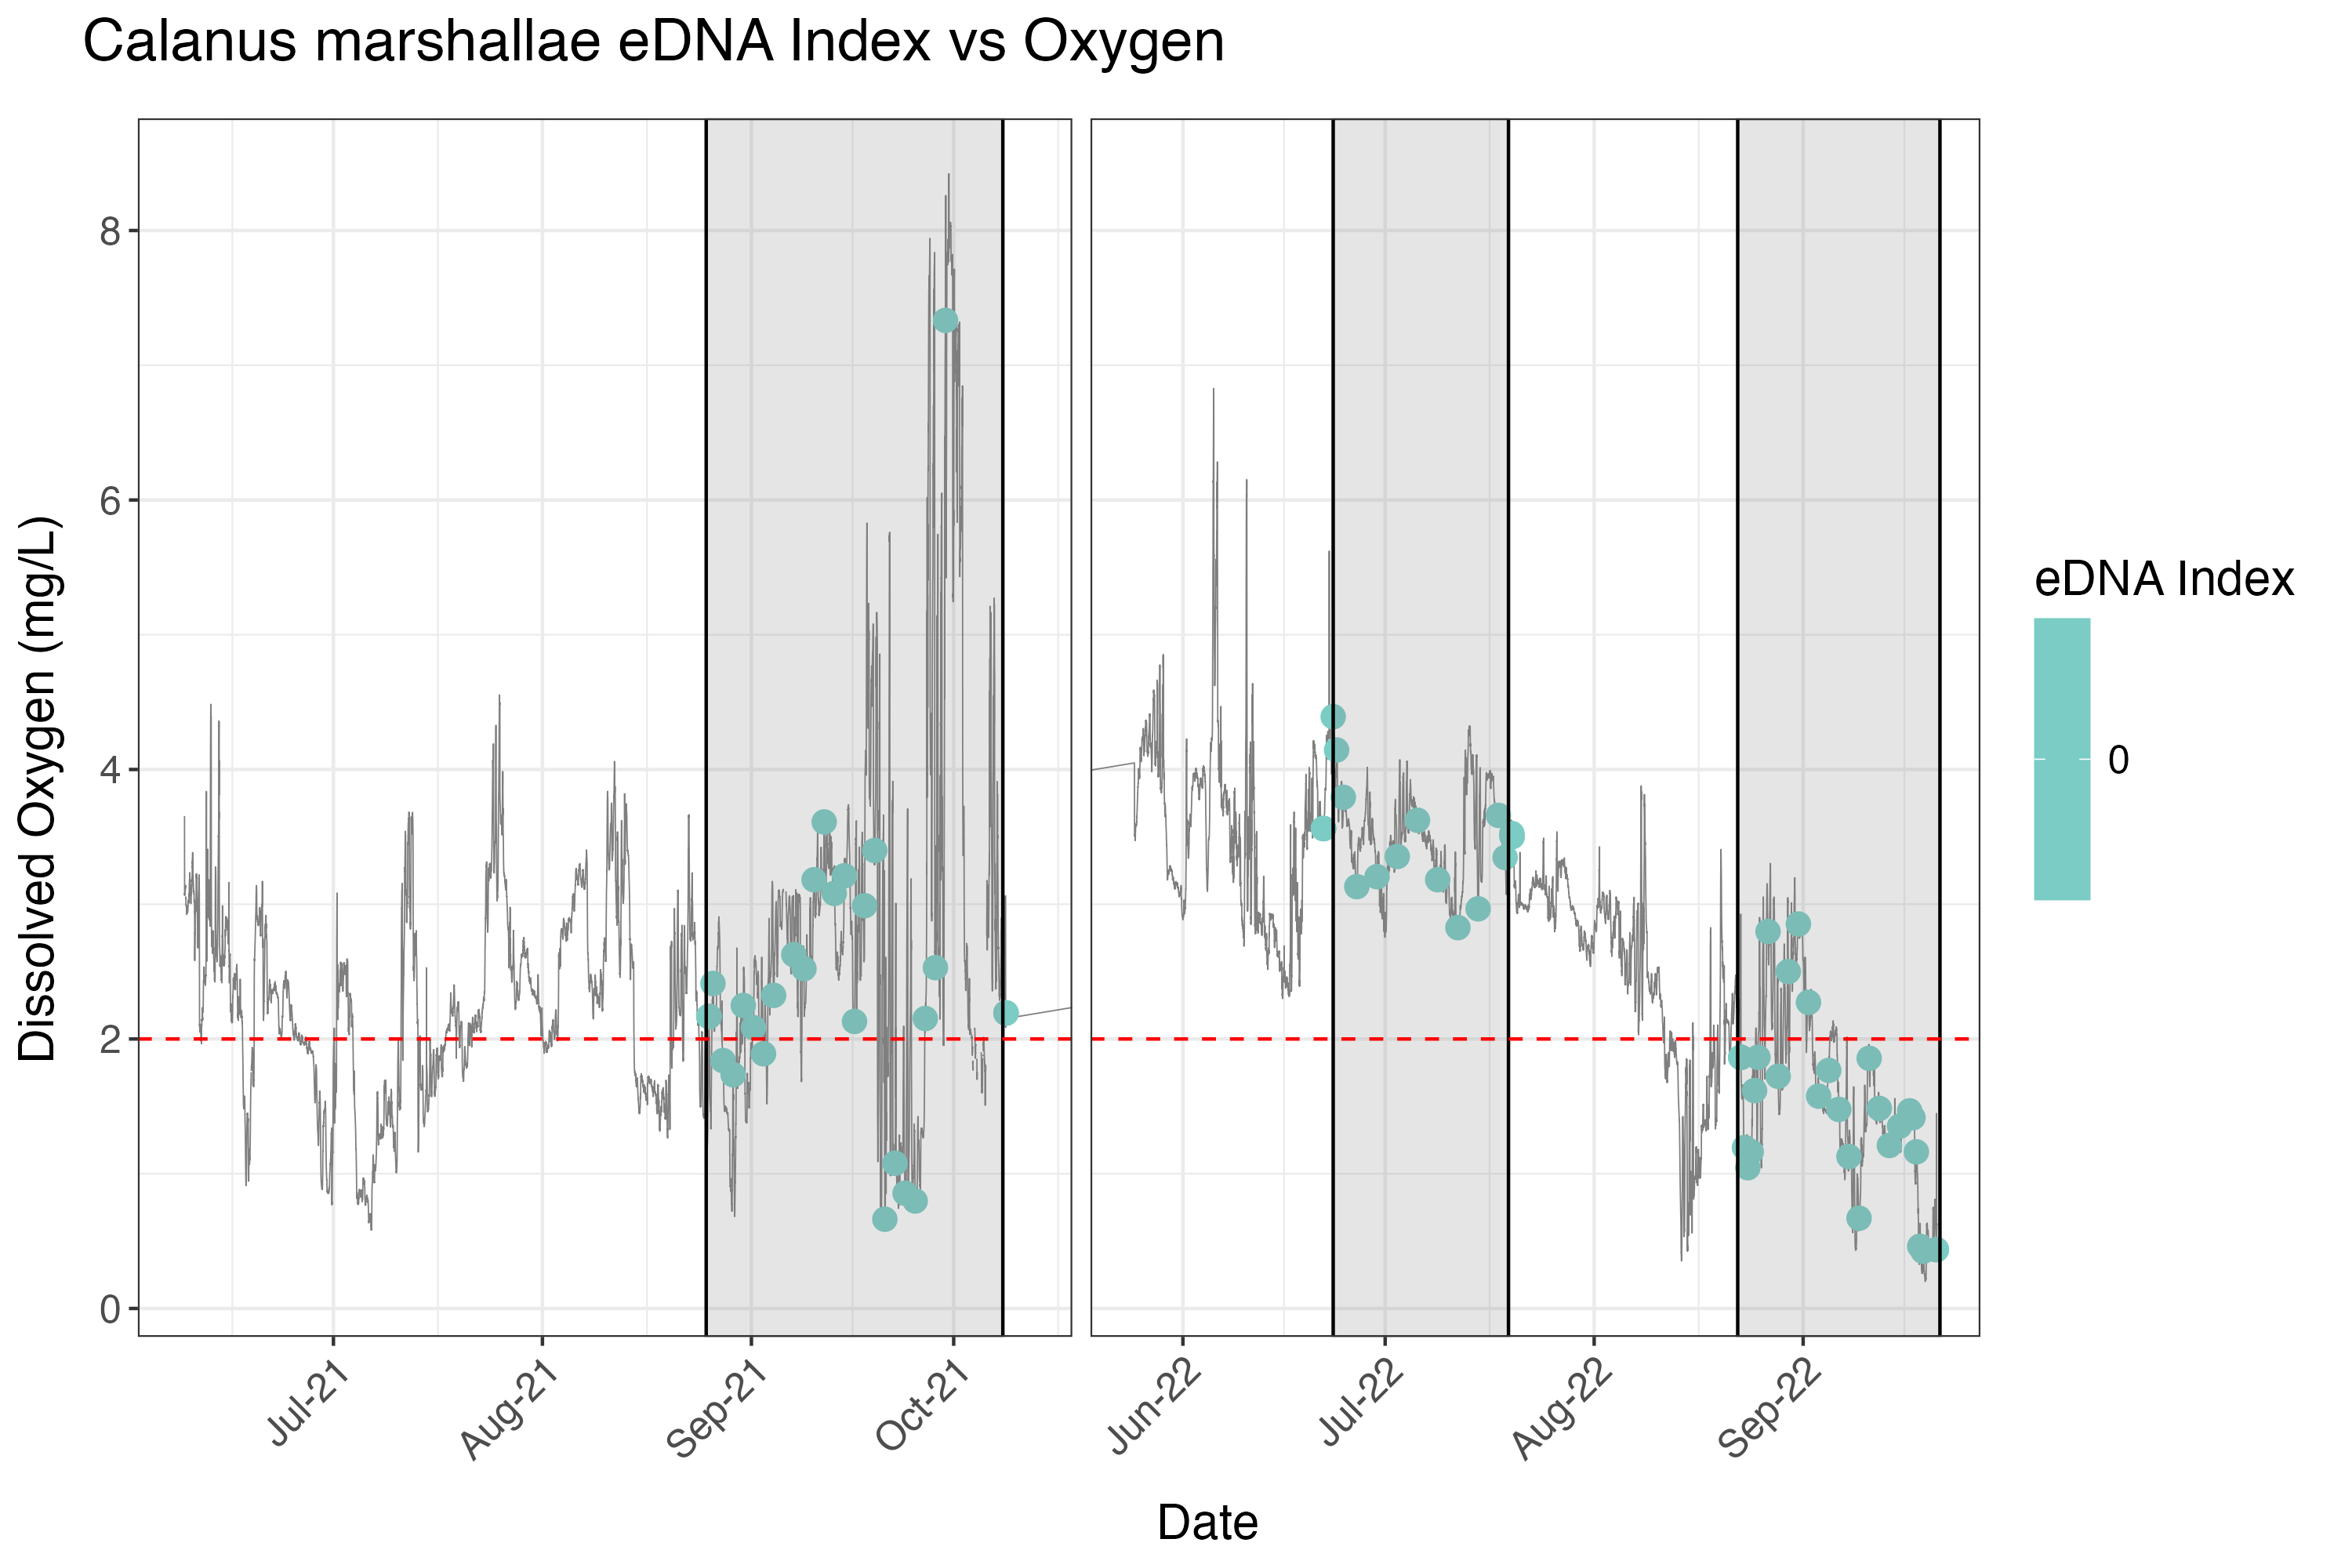 Calanus marshallae eDNA Index vs Oxygen
Dissolved Oxygen (mg/L)
8
6
4
2
0
Jul-21
Aug-21
Sep-21
Oct-21
Jun-22
Jul-22
Aug-22
Sep-22
Date
eDNA Index
0